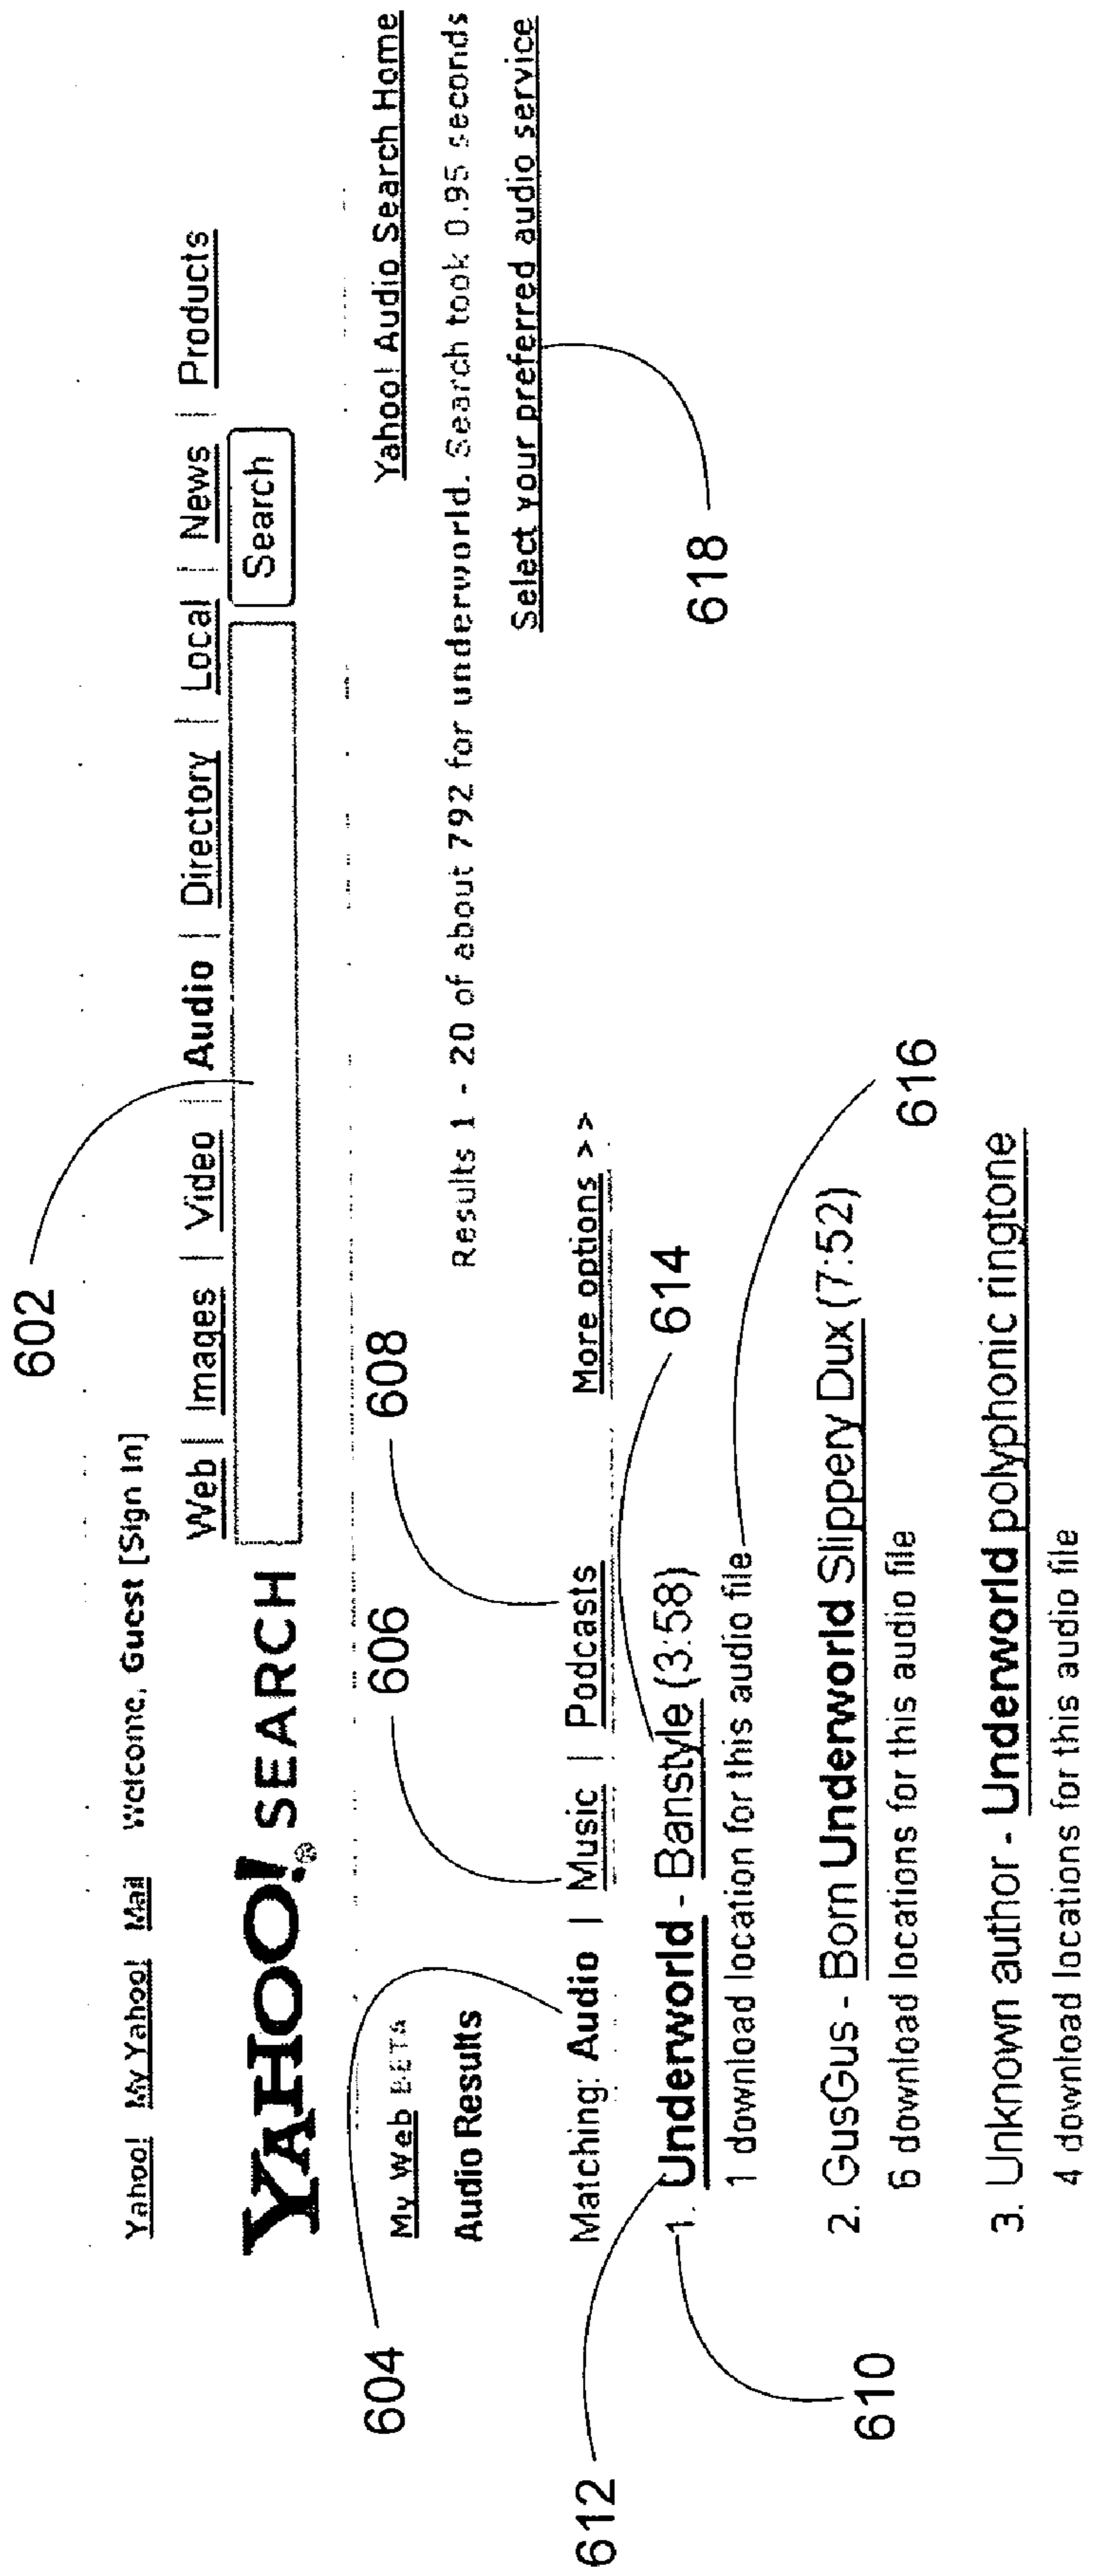 602
Yahoo! My Yahoo! Mail Welcome, Guest [Sign In]
Web | Images | Video | Audio | Directory | Local | News | Products
YAHOO! SEARCH Search
604
606
608
My Web BETA Yahoo! Audio Search Home
Audio Results Results 1 - 20 of about 792 for underworld. Search took 0.95 seconds
Select your preferred audio service
Matching: Audio | Music | Podcasts More options >>
612
614
618
1. Underworld - Banstyle (3:58)
1 download location for this audio file
610
616
2. GusGus - Born Underworld Slippery Dux (7:52)
6 download locations for this audio file
3. Unknown author - Underworld polyphonic ringtone
4 download locations for this audio file